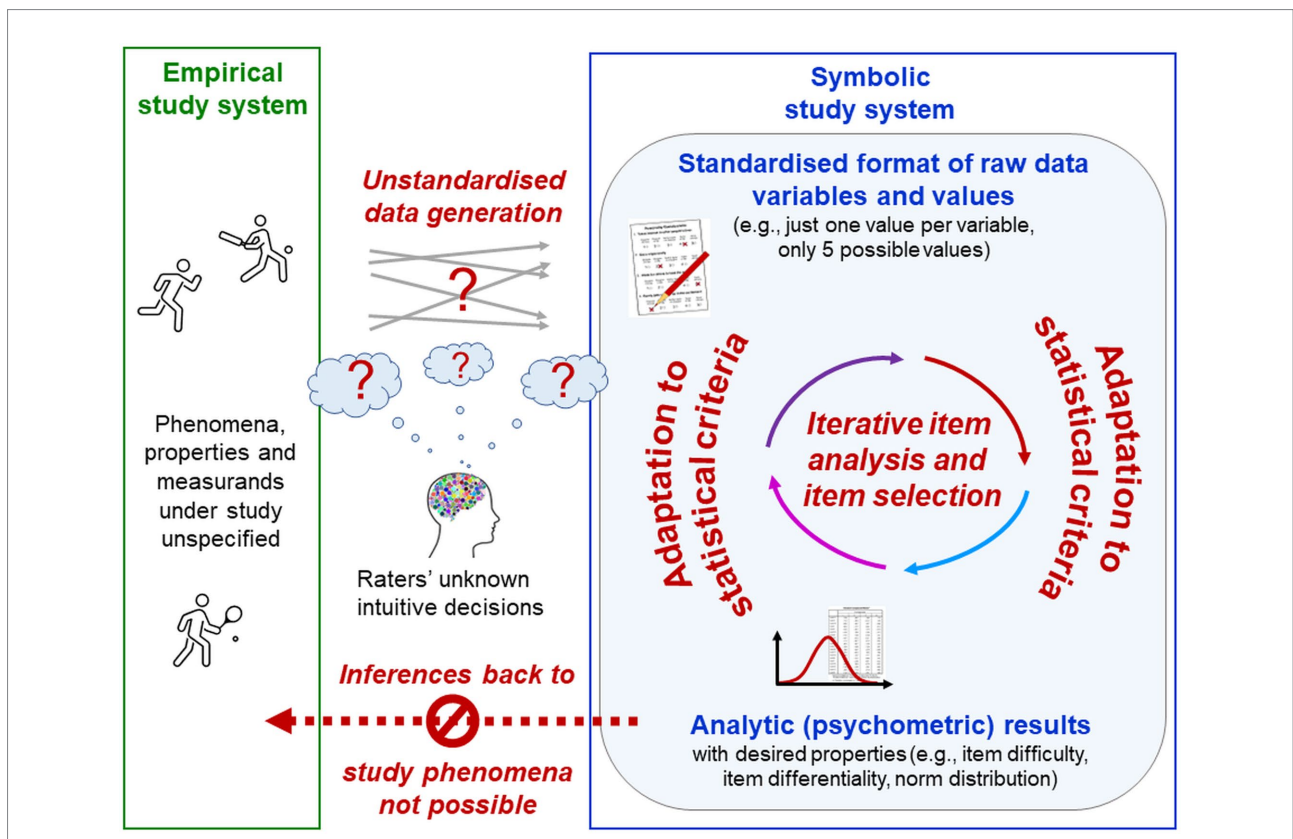 Empirical
study system
Phenomena,
properties and
measurands
under study
unspecified
Unstandardised
data generation
?
?
?
?
Raters' unknown
intuitive decisions
Inferences back to
study phenomena
not possible
Symbolic
study system
Standardised format of raw data
variables and values
(e.g., just one value per variable,
only 5 possible values)
Adaptation to
statistical criteria
Iterative item
analysis and
item selection
Adaptation to
statistical criteria
Analytic (psychometric) results
with desired properties (e.g., item difficulty,
item differentiality, norm distribution)